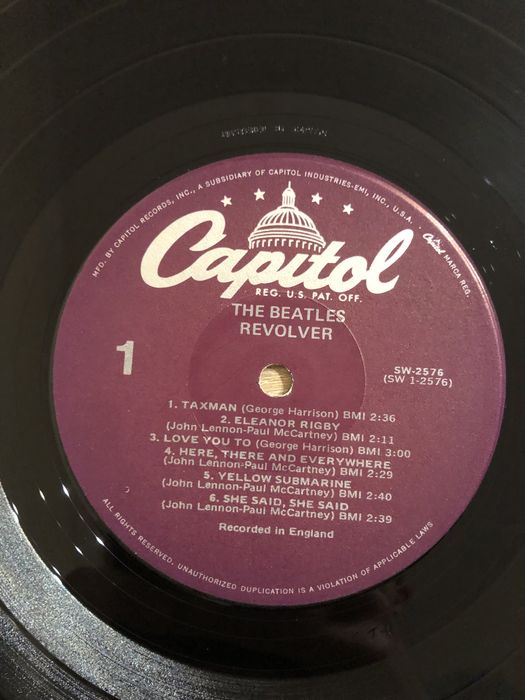 MASTERED BY CAPITOL
MFD. BY CAPITOL RECORDS, INC., A SUBSIDIARY OF CAPITOL INDUSTRIES-EMI, INC., U.S.A.
Capitol MARCA REG.
Capitol
REG. U.S. PAT. OFF.
THE BEATLES
REVOLVER
1
SW-2576
(SW 1-2576)
1. TAXMAN (George Harrison) BMI 2:36
2. ELEANOR RIGBY
(John Lennon-Paul McCartney) BMI 2:11
3. LOVE YOU TO (George Harrison) BMI 3:00
4. HERE, THERE AND EVERYWHERE
(John Lennon-Paul McCartney) BMI 2:29
5. YELLOW SUBMARINE
(John Lennon-Paul McCartney) BMI 2:40
6. SHE SAID, SHE SAID
(John Lennon-Paul McCartney) BMI 2:39
Recorded in England
ALL RIGHTS RESERVED. UNAUTHORIZED DUPLICATION IS A VIOLATION OF APPLICABLE LAWS